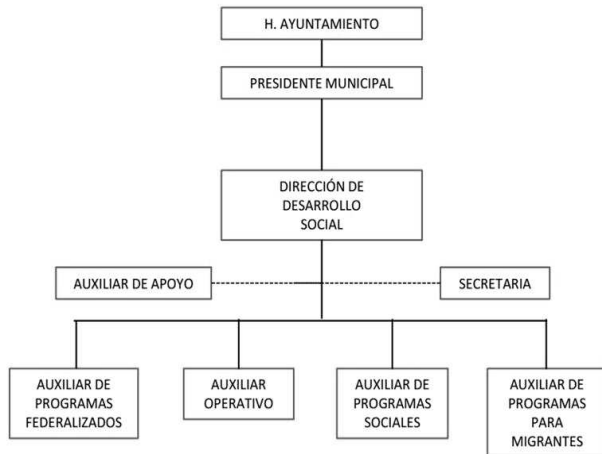 H. AYUNTAMIENTO
PRESIDENTE MUNICIPAL
DIRECCIÓN DE
DESARROLLO
SOCIAL
AUXILIAR DE APOYO
SECRETARIA
AUXILIAR DE
PROGRAMAS
FEDERALIZADOS
AUXILIAR
OPERATIVO
AUXILIAR DE
PROGRAMAS
SOCIALES
AUXILIAR DE
PROGRAMAS
PARA
MIGRANTES